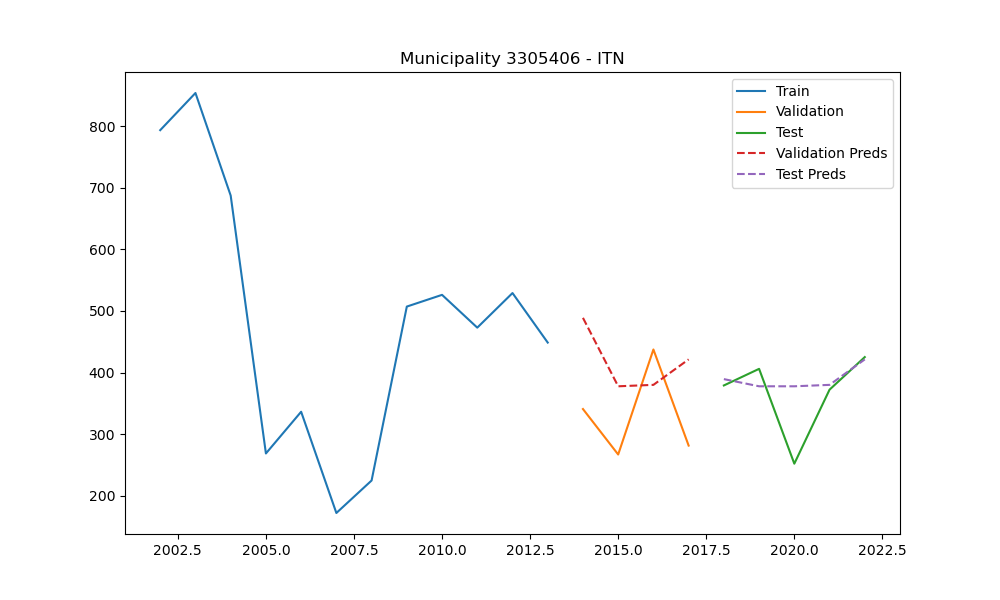 Municipality 3305406 - ITN
Train
Validation
Test
Validation Preds
Test Preds
800
700
600
500
400
300
200
2002.5 2005.0 2007.5 2010.0 2012.5 2015.0 2017.5 2020.0 2022.5